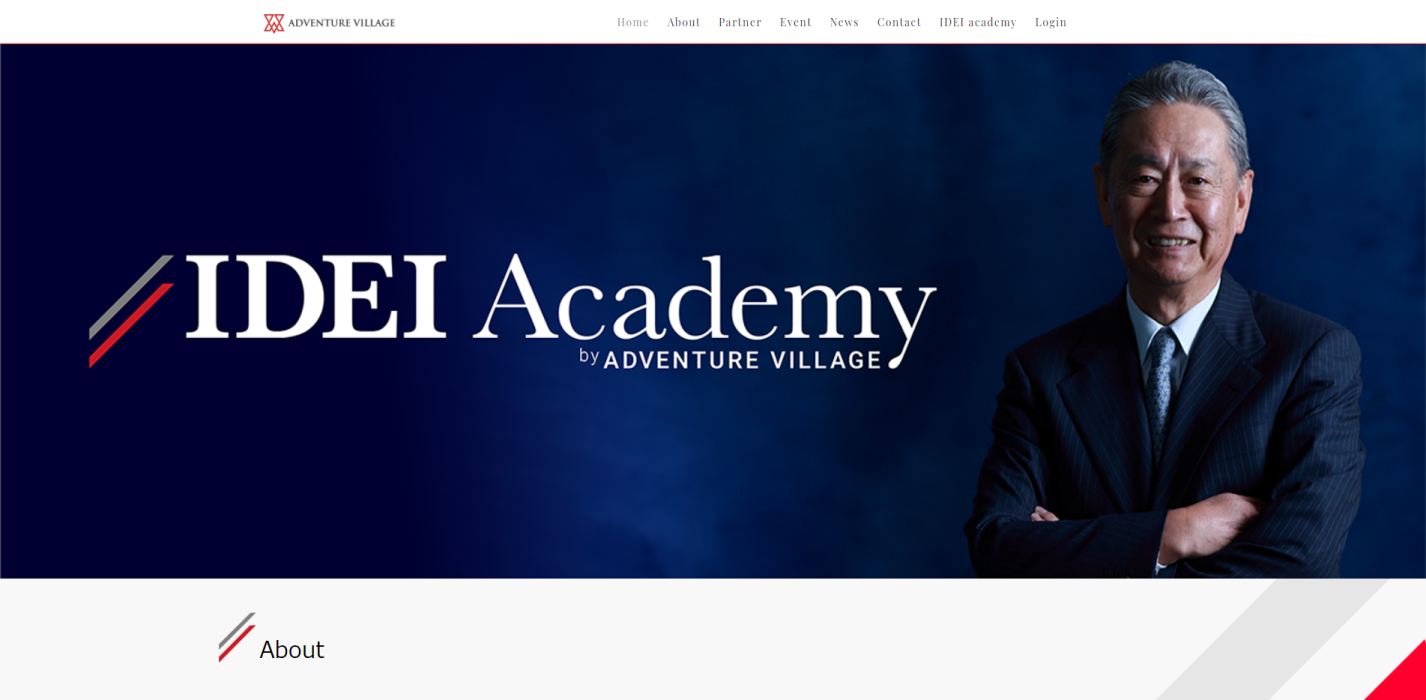 ADVENTURE VILLAGE
Home About Partner Event News Contact IDEI academy Login
IDEI Academy
by ADVENTURE VILLAGE
About